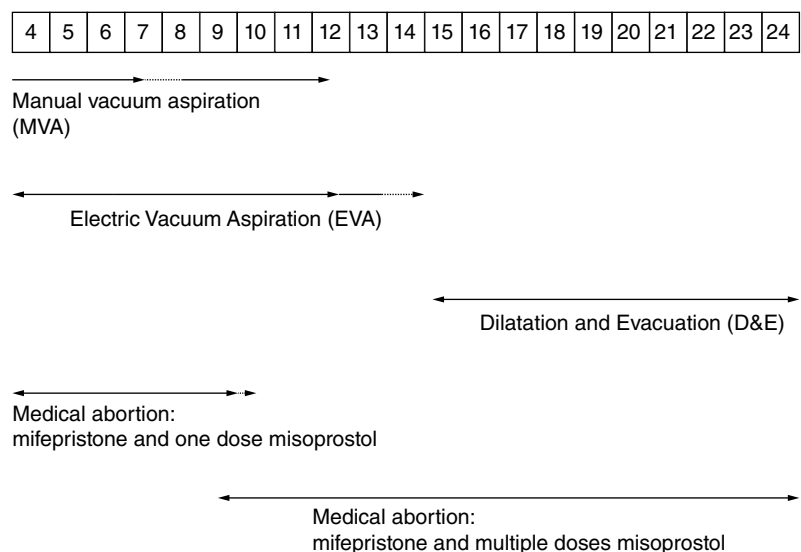 4 5 6 7 8 9 10 11 12 13 14 15 16 17 18 19 20 21 22 23 24
Manual vacuum aspiration
(MVA)
Electric Vacuum Aspiration (EVA)
Dilatation and Evacuation (D&E)
Medical abortion:
mifepristone and one dose misoprostol
Medical abortion:
mifepristone and multiple doses misoprostol